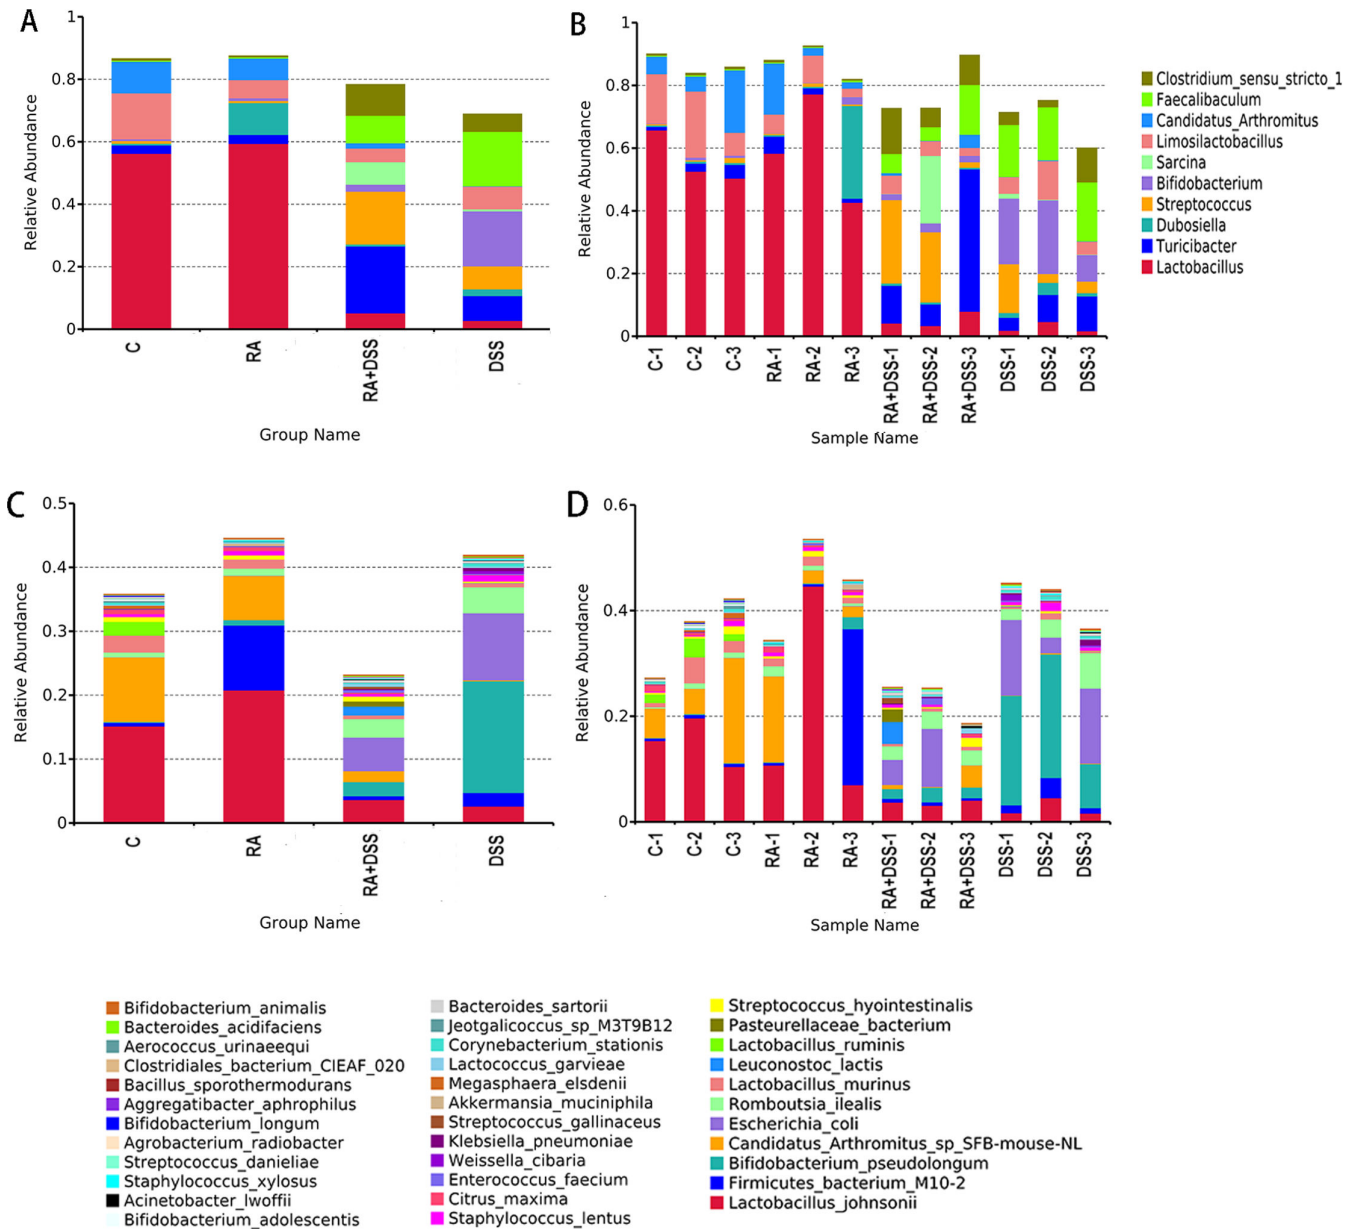 A
1
0.8
0.6
0.4
0.2
0
Relative Abundance
C
RA
RA+DSS
DSS
Group Name
B
1
0.8
0.6
0.4
0.2
0
Relative Abundance
C-1
C-2
C-3
RA-1
RA-2
RA-3
RA+DSS-1
RA+DSS-2
RA+DSS-3
DSS-1
DSS-2
DSS-3
Sample Name
Clostridium_sensu_stricto_1
Faecalibaculum
Candidatus_Arthromitus
Limosilactobacillus
Sarcina
Bifidobacterium
Streptococcus
Dubosiella
Turicibacter
Lactobacillus
C
0.5
0.4
0.3
0.2
0.1
0
Relative Abundance
C
RA
RA+DSS
DSS
Group Name
D
0.6
0.4
0.2
0
Relative Abundance
C-1
C-2
C-3
RA-1
RA-2
RA-3
RA+DSS-1
RA+DSS-2
RA+DSS-3
DSS-1
DSS-2
DSS-3
Sample Name
Bifidobacterium_animalis
Bacteroides_acidifaciens
Aerococcus_urinaeequi
Clostridiales_bacterium_CIEAF_020
Bacillus_sporothermodurans
Aggregatibacter_aphrophilus
Bifidobacterium_longum
Agrobacterium_radiobacter
Streptococcus_danieliae
Staphylococcus_xylosus
Acinetobacter_lwoffii
Bifidobacterium_adolescentis
Bacteroides_sartorii
Jeotgalicoccus_sp_M3T9B12
Corynebacterium_stationis
Lactococcus_garvieae
Megasphaera_elsdenii
Akkermansia_muciniphila
Streptococcus_gallinaceus
Klebsiella_pneumoniae
Weissella_cibaria
Enterococcus_faecium
Citrus_maxima
Staphylococcus_lentus
Streptococcus_hyointestinalis
Pasteurellaceae_bacterium
Lactobacillus_ruminis
Leuconostoc_lactis
Lactobacillus_murinus
Romboutsia_ilealis
Escherichia_coli
Candidatus_Arthromitus_sp_SFB-mouse-NL
Bifidobacterium_pseudolongum
Firmicutes_bacterium_M10-2
Lactobacillus_johnsonii